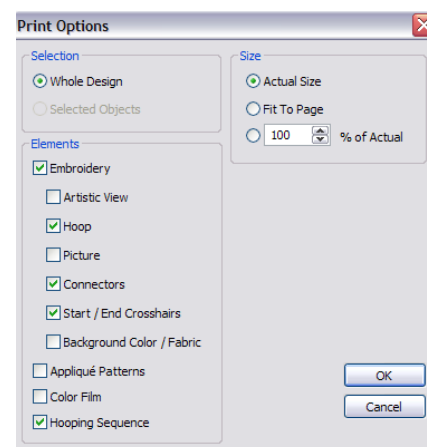 Print Options
Selection
Whole Design
Selected Objects
Size
Actual Size
Fit To Page
100 % of Actual
Elements
Embroidery
Artistic View
Hoop
Picture
Connectors
Start / End Crosshairs
Background Color / Fabric
Appliqué Patterns
Color Film
Hooping Sequence
OK
Cancel